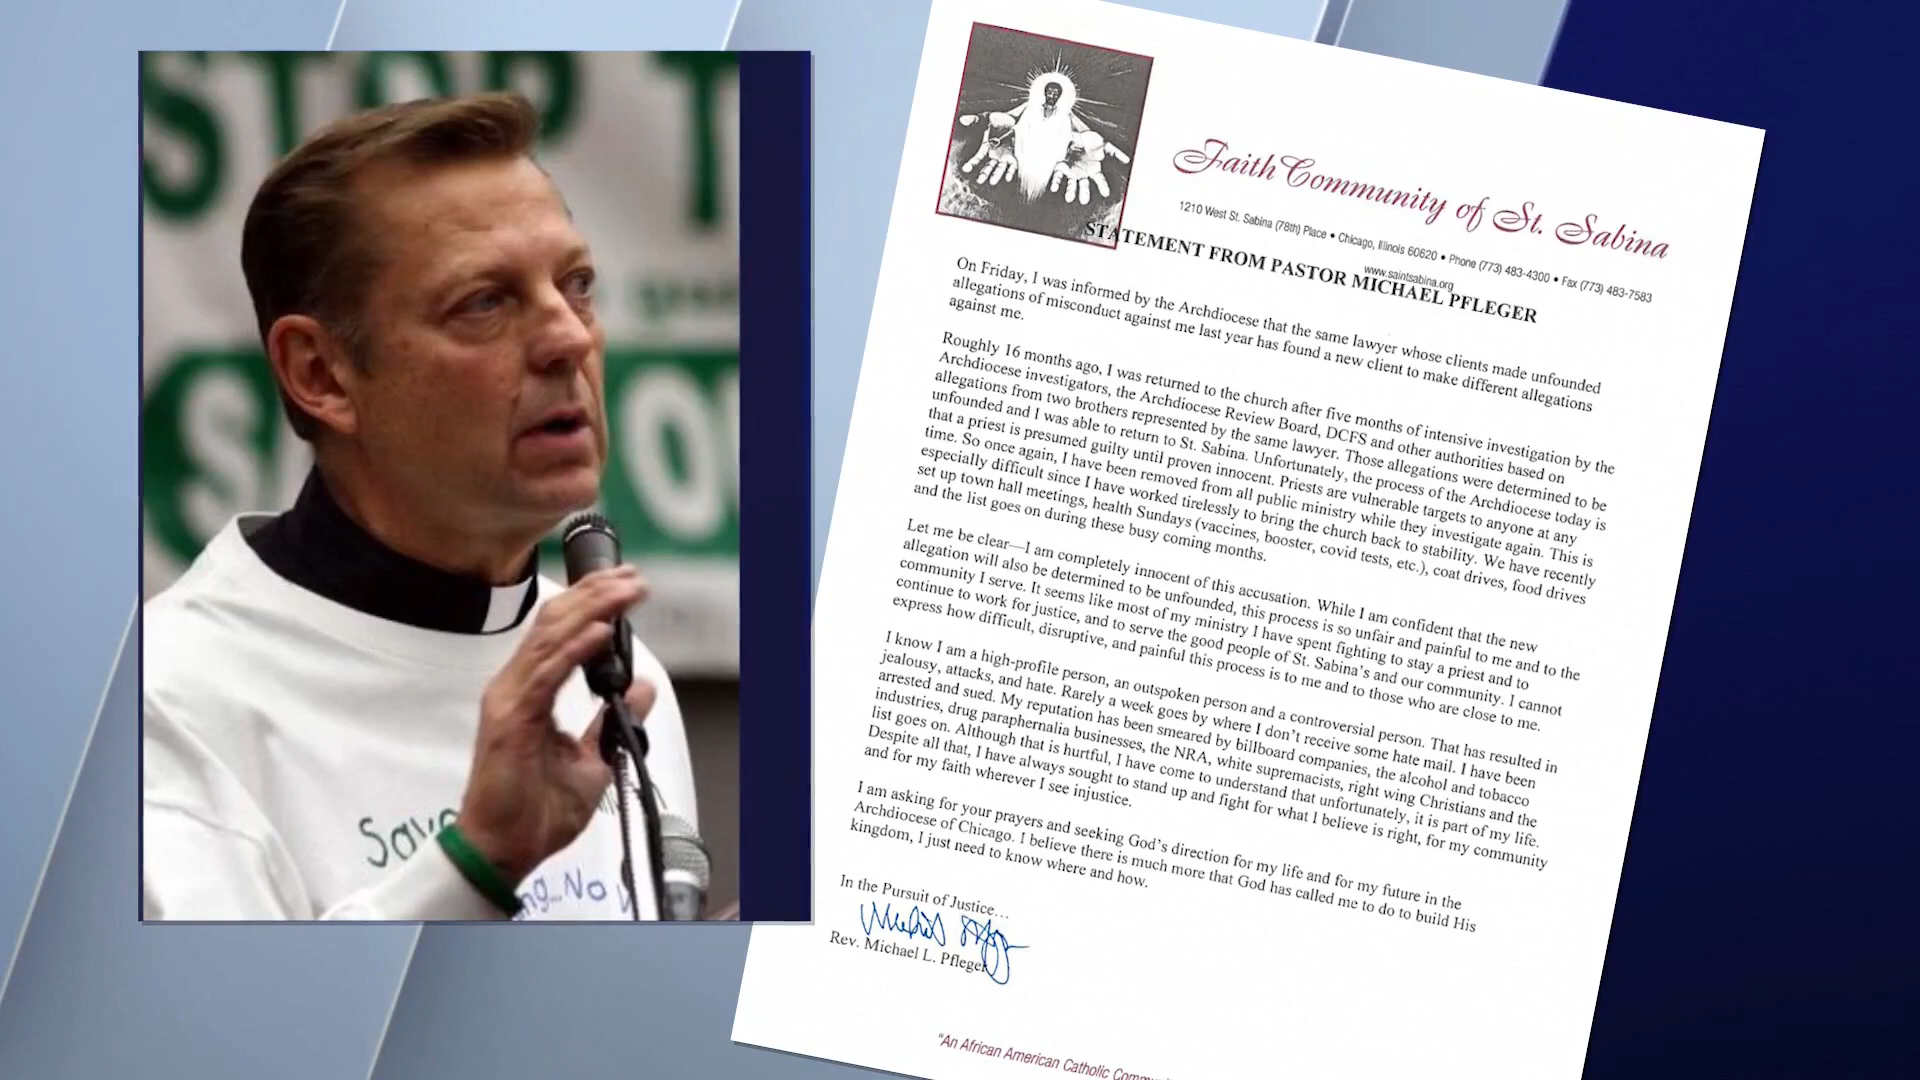 STOP T
S OV
Save
ng...No V
Faith Community of St. Sabina
1210 West St. Sabina (78th) Place • Chicago, Illinois 60620 • Phone (773) 483-4300 • Fax (773) 483-7583
www.saintsabina.org
STATEMENT FROM PASTOR MICHAEL PFLEGER
On Friday, I was informed by the Archdiocese that the same lawyer whose clients made unfounded
allegations of misconduct against me last year has found a new client to make different allegations
against me.
Roughly 16 months ago, I was returned to the church after five months of intensive investigation by the
Archdiocese investigators, the Archdiocese Review Board, DCFS and other authorities based on
allegations from two brothers represented by the same lawyer. Those allegations were determined to be
unfounded and I was able to return to St. Sabina. Unfortunately, the process of the Archdiocese today is
that a priest is presumed guilty until proven innocent. Priests are vulnerable targets to anyone at any
time. So once again, I have been removed from all public ministry while they investigate again. This is
especially difficult since I have worked tirelessly to bring the church back to stability. We have recently
set up town hall meetings, health Sundays (vaccines, booster, covid tests, etc.), coat drives, food drives
and the list goes on during these busy coming months.
Let me be clear—I am completely innocent of this accusation. While I am confident that the new
allegation will also be determined to be unfounded, this process is so unfair and painful to me and to the
community I serve. It seems like most of my ministry I have spent fighting to stay a priest and to
continue to work for justice, and to serve the good people of St. Sabina's and our community. I cannot
express how difficult, disruptive, and painful this process is to me and to those who are close to me.
I know I am a high-profile person, an outspoken person and a controversial person. That has resulted in
jealousy, attacks, and hate. Rarely a week goes by where I don't receive some hate mail. I have been
arrested and sued. My reputation has been smeared by billboard companies, the alcohol and tobacco
industries, drug paraphernalia businesses, the NRA, white supremacists, right wing Christians and the
list goes on. Although that is hurtful, I have come to understand that unfortunately, it is part of my life.
Despite all that, I have always sought to stand up and fight for what I believe is right, for my community
and for my faith wherever I see injustice.
I am asking for your prayers and seeking God's direction for my life and for my future in the
Archdiocese of Chicago. I believe there is much more that God has called me to do to build His
kingdom, I just need to know where and how.
In the Pursuit of Justice…
Rev. Michael L. Pfleger
"An African American Catholic Comm